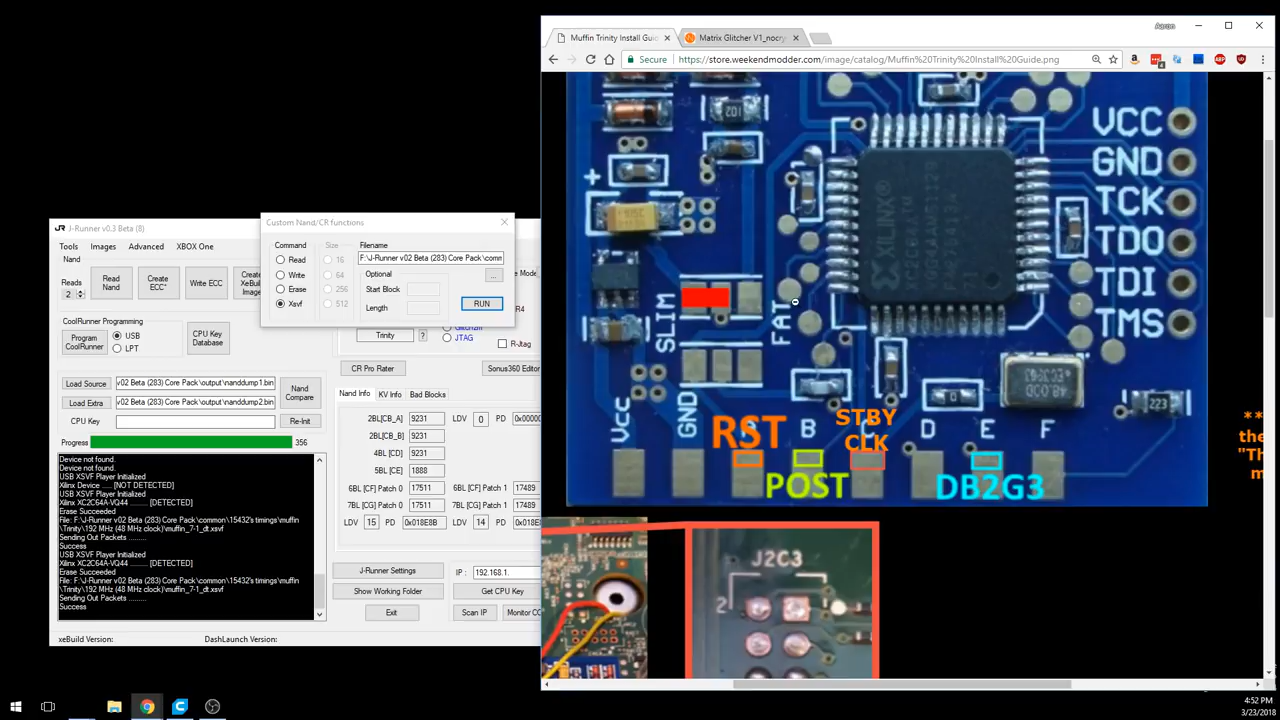 Aaron
Muffin Trinity Install Guid
Matrix Glitcher V1_nocry
Secure
https://store.weekendmodder.com/image/catalog/Muffin%20Trinity%20Install%20Guide.png
J-Runner v0.3 Beta (8)
Tools Images Advanced XBOX One
Nand
Reads
2
Read Nand
Create ECC"
Write ECC
CoolRunner Programming
Program CoolRunner
USB
LPT
CPU Key Database
Load Source
v02 Beta (283) Core Pack\output\nanddump1.bin
Load Extra
v02 Beta (283) Core Pack\output\nanddump2.bin
Nand Compare
CPU Key
Re-Init
Progress
356
Device not found.
Device not found.
USB XSVF Player Initialized
Xilinx Device ..... [NOT DETECTED]
USB XSVF Player Initialized
Xilinx XC2C64A-VQ44 ....... [DETECTED]
Erase Succeeded
File: F:\J-Runner v02 Beta (283) Core Pack\common\15432's timings\muffin
\Trinity\192 MHz (48 MHz clock)\muffin_7-1_dt.xsvf
Sending Out Packets .........
Success
USB XSVF Player Initialized
Xilinx XC2C64A-VQ44 ....... [DETECTED]
Erase Succeeded
File: F:\J-Runner v02 Beta (283) Core Pack\common\15432's timings\muffin
\Trinity\192 MHz (48 MHz clock)\muffin_7-1_dt.xsvf
Sending Out Packets .........
Success
xeBuild Version:
DashLaunch Version:
Custom Nand/CR functions
Command
Size
Filename
Read
16
F:\J-Runner v02 Beta (283) Core Pack\comm
Write
64
Optional
...
Erase
256
Start Block
Xsvf
512
Length
RUN
Trinity
?
JTAG
R-Jtag
CR Pro Rater
Sonus360 Editor
Nand Info KV Info Bad Blocks
2BL[CB_A] 9231 LDV 0
2BL[CB_B] 9231
4BL [CD] 9231
5BL [CE] 1888
6BL [CF] Patch 0 17511 6BL [CF] Patch 1 17489
7BL [CG] Patch 0 17511 7BL [CG] Patch 1 17489
LDV 15 P:0x018E8B LDV 14
J-Runner Settings
IP : 192.168.1.
Show Working Folder
Get CPU Key
Exit
Scan IP
VCC
GND
TCK
TDO
TDI
TMS
102
XILINX®
SLIM
FAT
0
223
Vcc
GND
RST
B
STBY
CLK
D
E
F
POST
DB2G3
J2C3
2
4:52 PM
3/23/2018